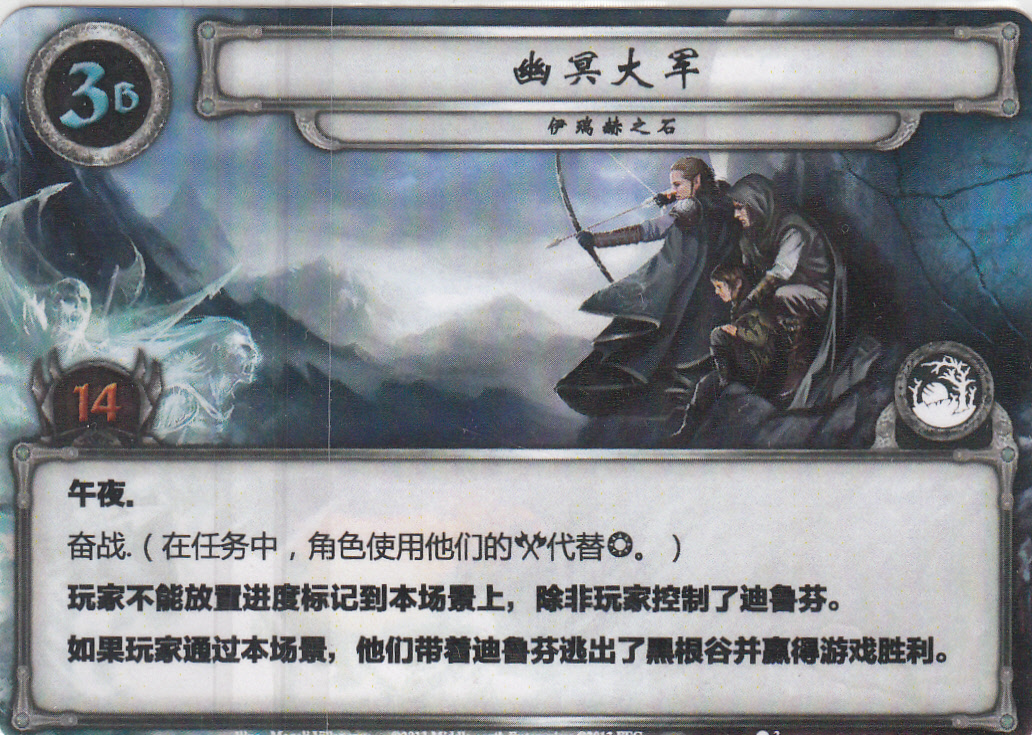 3B
幽冥大军
伊瑞赫之石
14
午夜.
奋战.(在任务中,角色使用他们的代替。)
玩家不能放置进度标记到本场景上,除非玩家控制了迪鲁芬。
如果玩家通过本场景,他们带着迪鲁芬逃出了黑根谷并赢得游戏胜利。